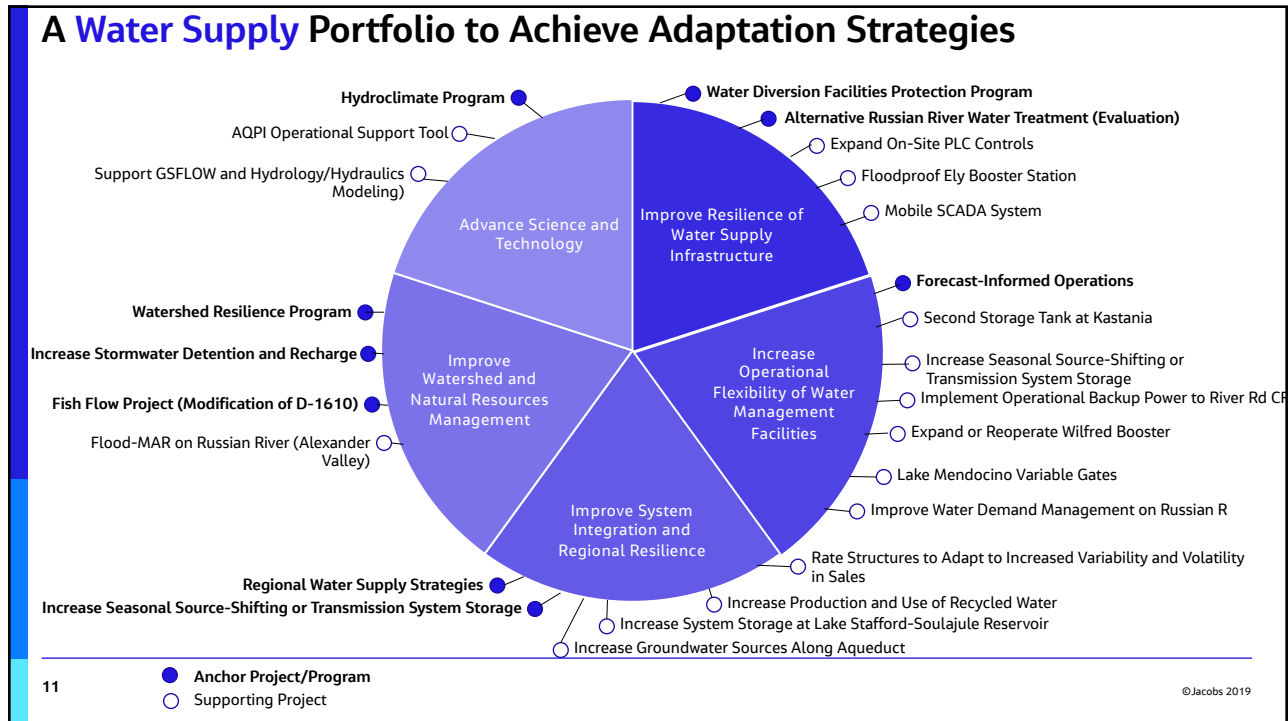 A Water Supply Portfolio to Achieve Adaptation Strategies
Hydroclimate Program
AQPI Operational Support Tool
Support GSFLOW and Hydrology/Hydraulics
Modeling)
Water Diversion Facilities Protection Program
Alternative Russian River Water Treatment (Evaluation)
Expand On-Site PLC Controls
Floodproof Ely Booster Station
Mobile SCADA System
Advance Science and
Technology
Improve Resilience of
Water Supply
Infrastructure
Watershed Resilience Program
Increase Stormwater Detention and Recharge
Fish Flow Project (Modification of D-1610)
Flood-MAR on Russian River (Alexander
Valley)
Improve
Watershed and
Natural Resources
Management
Increase
Operational
Flexibility of Water
Management
Facilities
Forecast-Informed Operations
Second Storage Tank at Kastania
Increase Seasonal Source-Shifting or
Transmission System Storage
Implement Operational Backup Power to River Rd CF
Expand or Reoperate Wilfred Booster
Lake Mendocino Variable Gates
Improve Water Demand Management on Russian R
Improve System
Integration and
Regional Resilience
Regional Water Supply Strategies
Increase Seasonal Source-Shifting or Transmission System Storage
Rate Structures to Adapt to Increased Variability and Volatility
in Sales
Increase Production and Use of Recycled Water
Increase System Storage at Lake Stafford-Soulajule Reservoir
Increase Groundwater Sources Along Aqueduct
11
Anchor Project/Program
Supporting Project
©Jacobs 2019